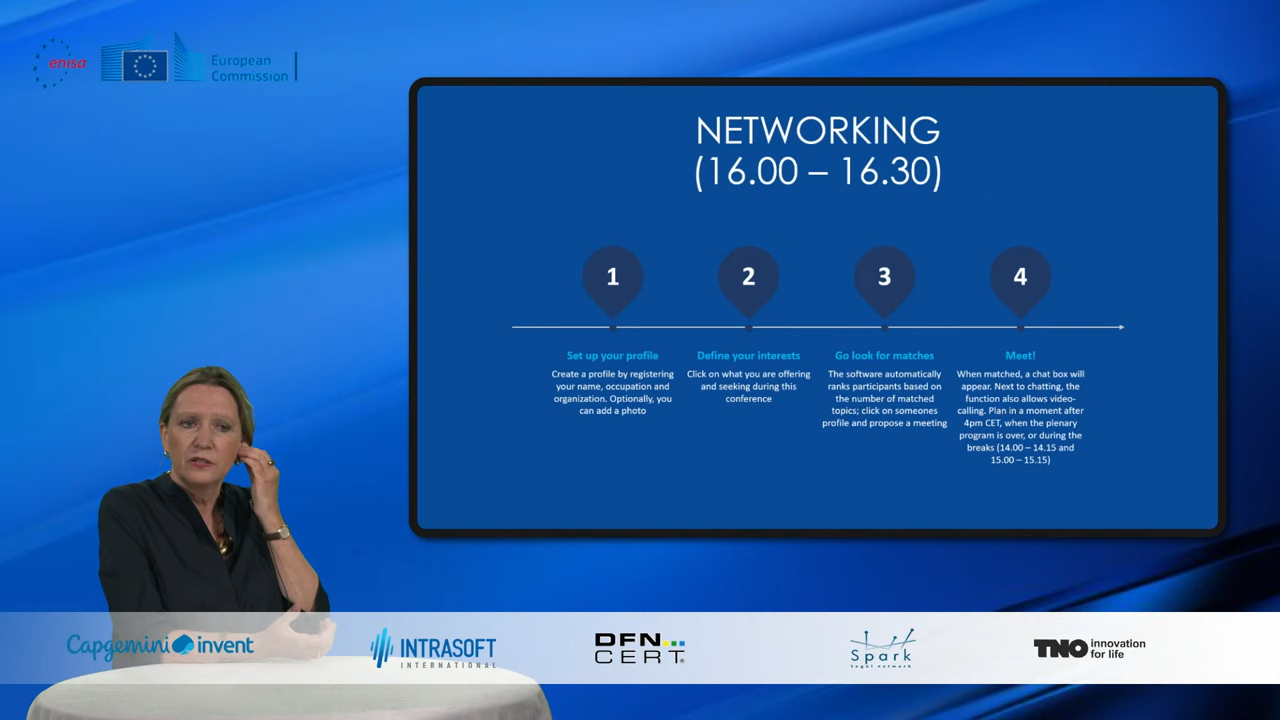 enisa
European
Commission
NETWORKING
(16.00 – 16.30)
1
2
3
4
Set up your profile
Create a profile by registering
your name, occupation and
organization. Optionally, you
can add a photo
Define your interests
Click on what you are offering
and seeking during this
conference
Go look for matches
The software automatically
ranks participants based on
the number of matched
topics; click on someones
profile and propose a meeting
Meet!
When matched, a chat box will
appear. Next to chatting, the
function also allows video-
calling. Plan in a moment after
4pm CET, when the plenary
program is over, or during the
breaks (14.00 – 14.15 and
15.00 – 15.15)
Capgemini invent
INTRASOFT
INTERNATIONAL
DFN
CERT®
Spark
Legal network
TNO innovation
for life